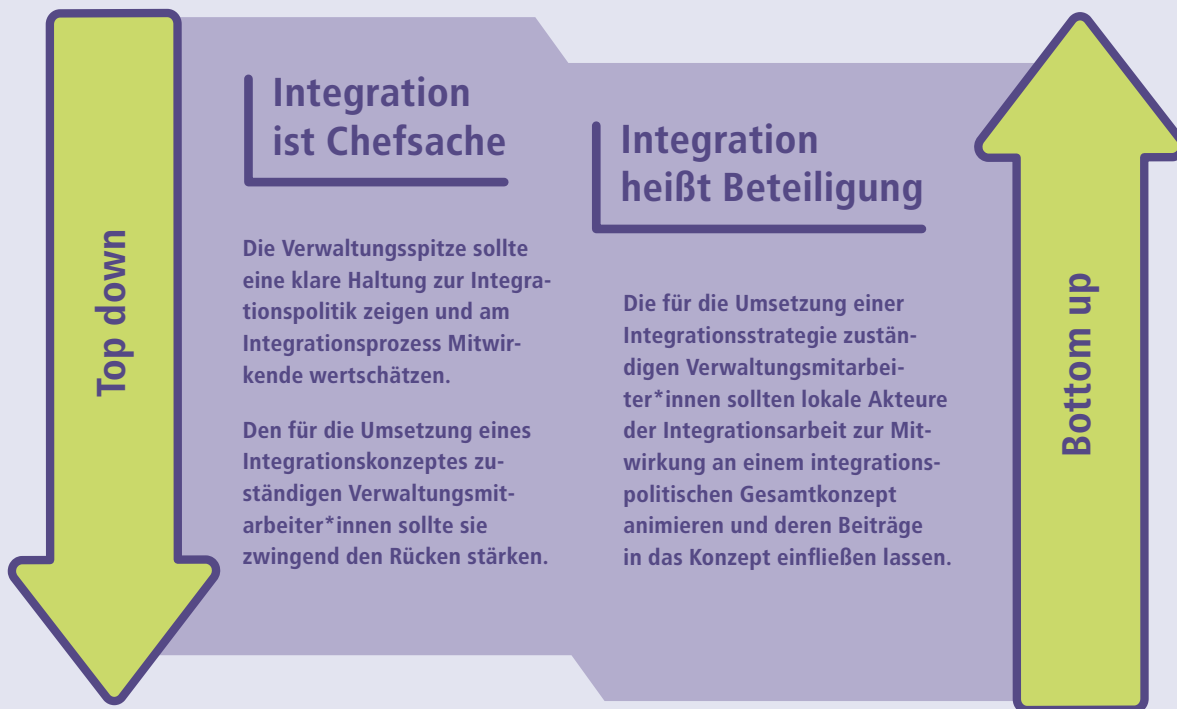 Top down
Integration
ist Chefsache
Die Verwaltungsspitze sollte
eine klare Haltung zur Integra-
tionspolitik zeigen und am
Integrationsprozess Mitwir-
kende wertschätzen.
Den für die Umsetzung eines
Integrationskonzeptes zu-
ständigen Verwaltungsmit-
arbeiter*innen sollte sie
zwingend den Rücken stärken.
Integration
heißt Beteiligung
Die für die Umsetzung einer
Integrationsstrategie zustän-
digen Verwaltungsmitarbei-
ter*innen sollten lokale Akteure
der Integrationsarbeit zur Mit-
wirkung an einem integrations-
politischen Gesamtkonzept
animieren und deren Beiträge
in das Konzept einfließen lassen.
Bottom up